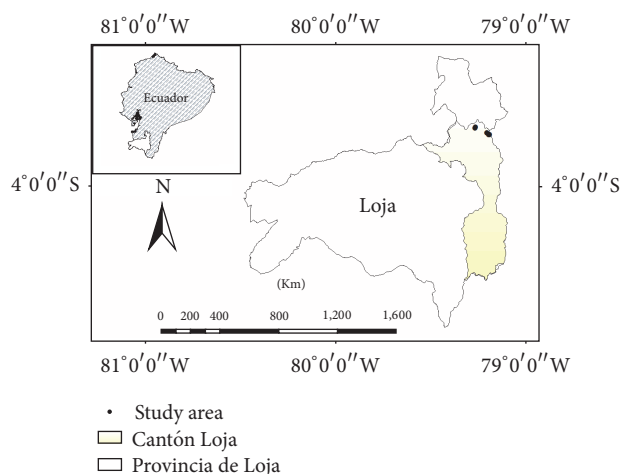 81°0′0″W 80°0′0″W 79°0′0″W
Ecuador
4°0′0″S 4°0′0″S
N
Loja
(Km)
0 200 400 800 1,200 1,600
81°0′0″W 80°0′0″W 79°0′0″W
Study area
Cantón Loja
Provincia de Loja